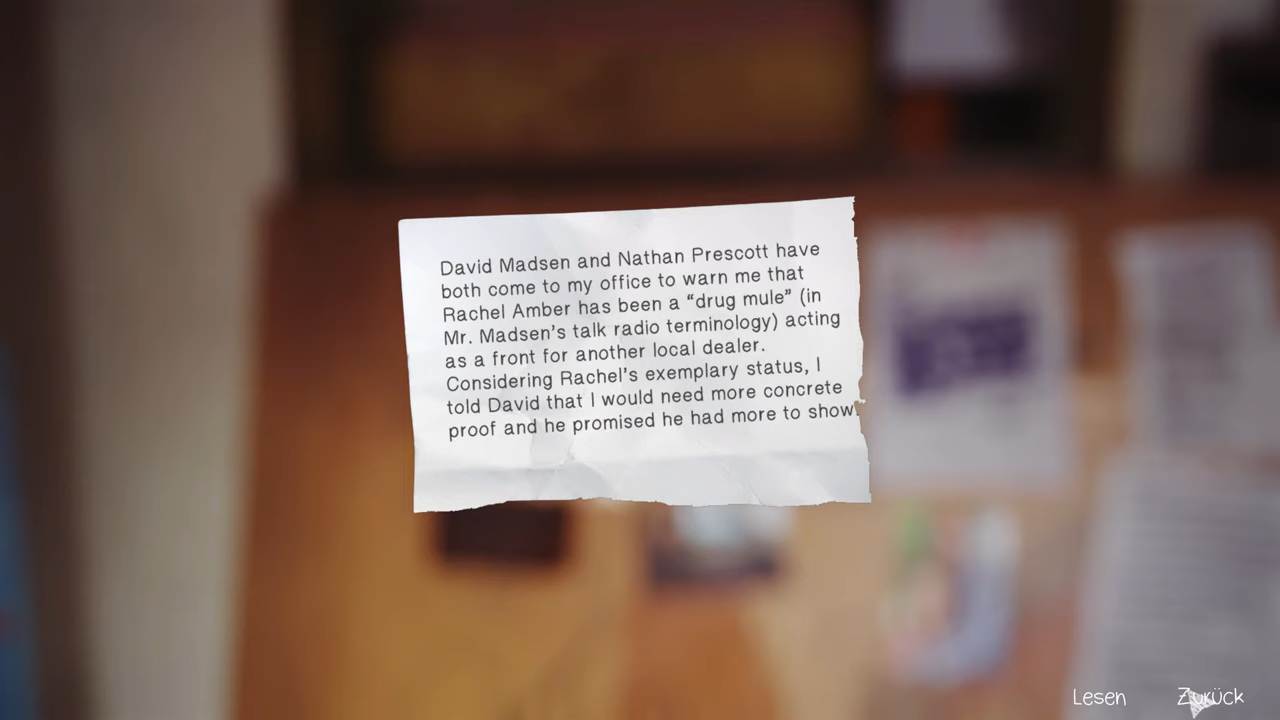 David Madsen and Nathan Prescott have
both come to my office to warn me that
Rachel Amber has been a “drug mule” (in
Mr. Madsen’s talk radio terminology) acting
as a front for another local dealer.
Considering Rachel’s exemplary status, I
told David that I would need more concrete
proof and he promised he had more to show.
Lesen
Zurück